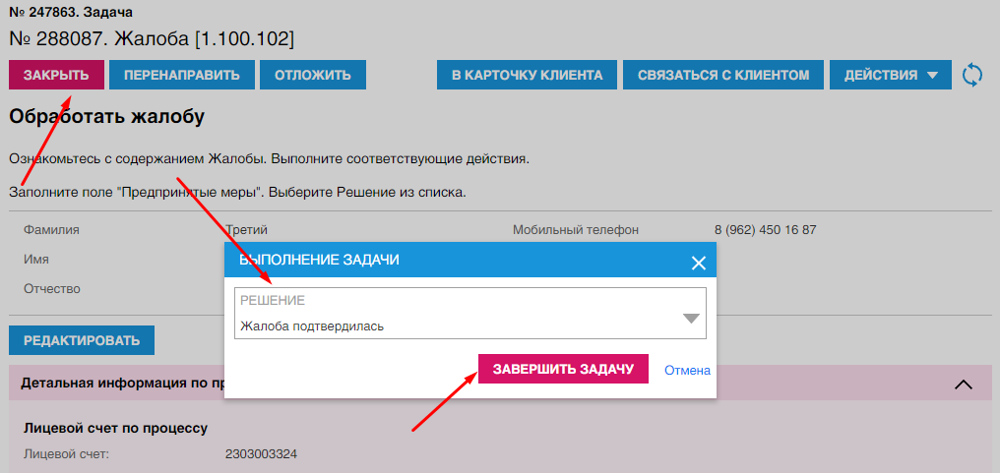 № 247863. Задача
№ 288087. Жалоба [1.100.102]
ЗАКРЫТЬ ПЕРЕНАПРАВИТЬ ОТЛОЖИТЬ В КАРТОЧКУ КЛИЕНТА СВЯЗАТЬСЯ С КЛИЕНТОМ ДЕЙСТВИЯ
Обработать жалобу
Ознакомьтесь с содержанием Жалобы. Выполните соответствующие действия.
Заполните поле "Предпринятые меры". Выберите Решение из списка.
Фамилия Третий Мобильный телефон 8 (962) 450 16 87
Имя
Отчество
ВЫПОЛНЕНИЕ ЗАДАЧИ
РЕШЕНИЕ
Жалоба подтвердилась
ЗАВЕРШИТЬ ЗАДАЧУ Отмена
РЕДАКТИРОВАТЬ
Детальная информация по
Лицевой счет по процессу
Лицевой счет: 2303003324